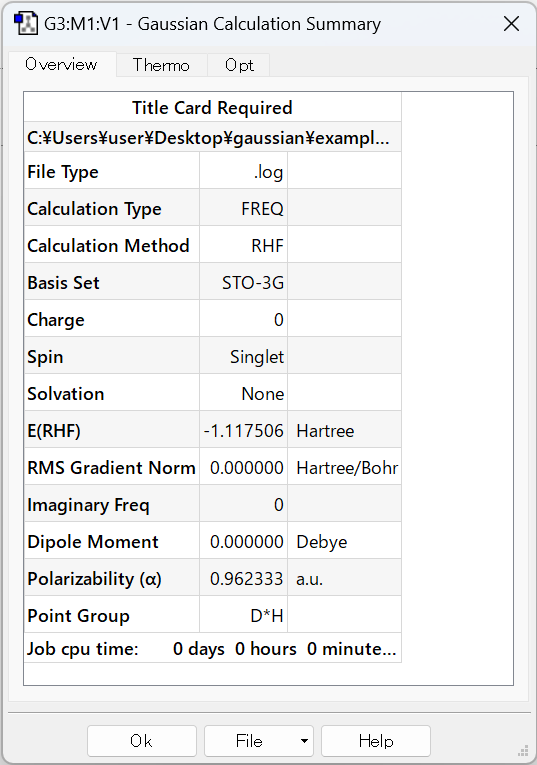 G3:M1:V1 - Gaussian Calculation Summary
Overview Thermo Opt
Title Card Required
C:¥Users¥user¥Desktop¥gaussian¥exampl...
File Type .log
Calculation Type FREQ
Calculation Method RHF
Basis Set STO-3G
Charge 0
Spin Singlet
Solvation None
E(RHF) -1.117506 Hartree
RMS Gradient Norm 0.000000 Hartree/Bohr
Imaginary Freq 0
Dipole Moment 0.000000 Debye
Polarizability (α) 0.962333 a.u.
Point Group D*H
Job cpu time: 0 days 0 hours 0 minute...
Ok File Help